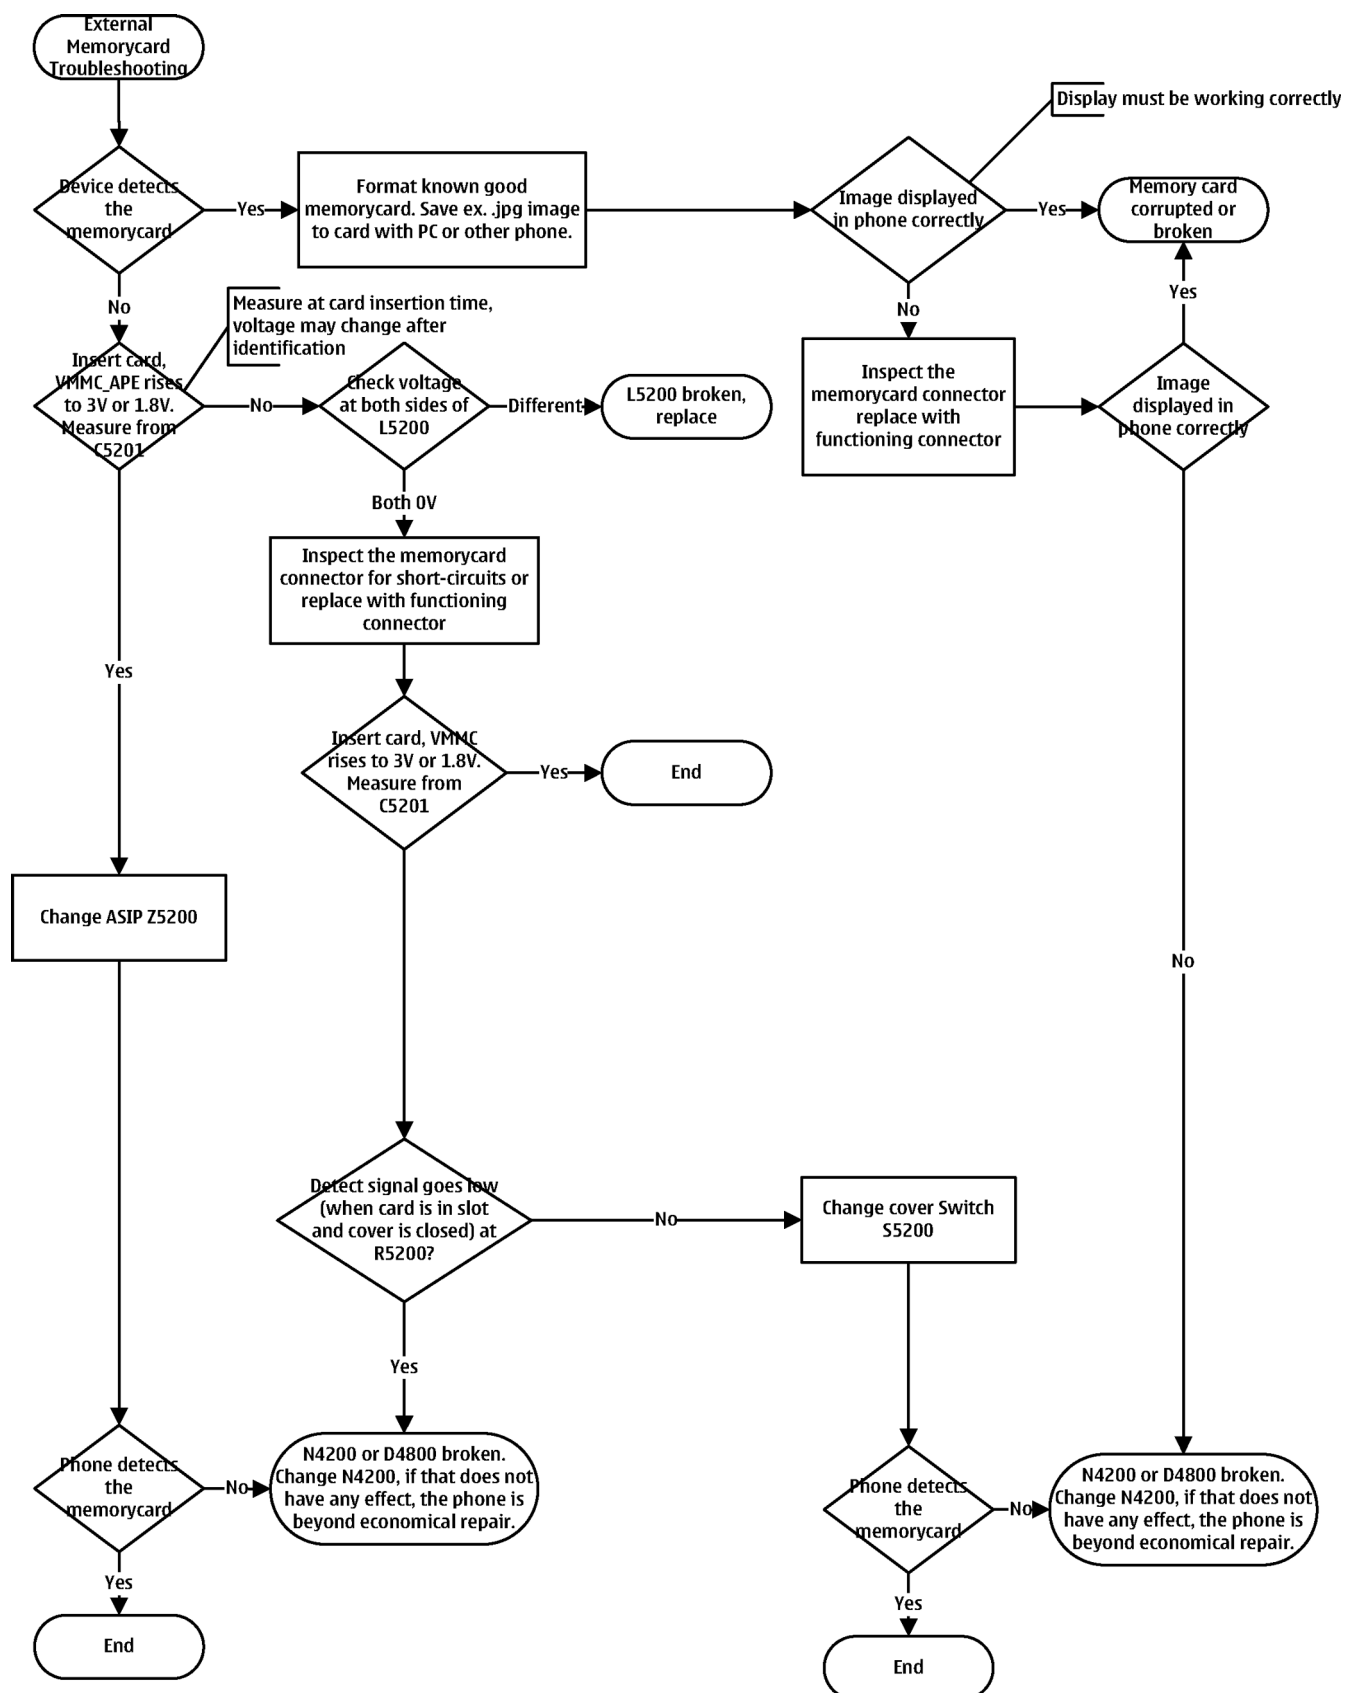 External
Memorycard
Troubleshooting
Display must be working correctly
Device detects
the
memorycard
Yes
Format known good
memorycard. Save ex. .jpg image
to card with PC or other phone.
Image displayed
in phone correctly
Yes
Memory card
corrupted or
broken
No
Measure at card insertion time,
voltage may change after
identification
No
Yes
Insert card,
VMMC_APE rises
to 3V or 1.8V.
Measure from
C5201
No
Check voltage
at both sides of
L5200
Different
L5200 broken,
replace
Inspect the
memorycard connector
replace with
functioning connector
Image
displayed in
phone correctly
Both 0V
Inspect the memorycard
connector for short-circuits or
replace with functioning
connector
Yes
Insert card, VMMC
rises to 3V or 1.8V.
Measure from
C5201
Yes
End
Change ASIP Z5200
No
Detect signal goes low
(when card is in slot
and cover is closed) at
R5200?
No
Change cover Switch
S5200
Yes
Phone detects
the
memorycard
No
N4200 or D4800 broken.
Change N4200, if that does not
have any effect, the phone is
beyond economical repair.
Phone detects
the
memorycard
No
N4200 or D4800 broken.
Change N4200, if that does not
have any effect, the phone is
beyond economical repair.
Yes
Yes
End
End